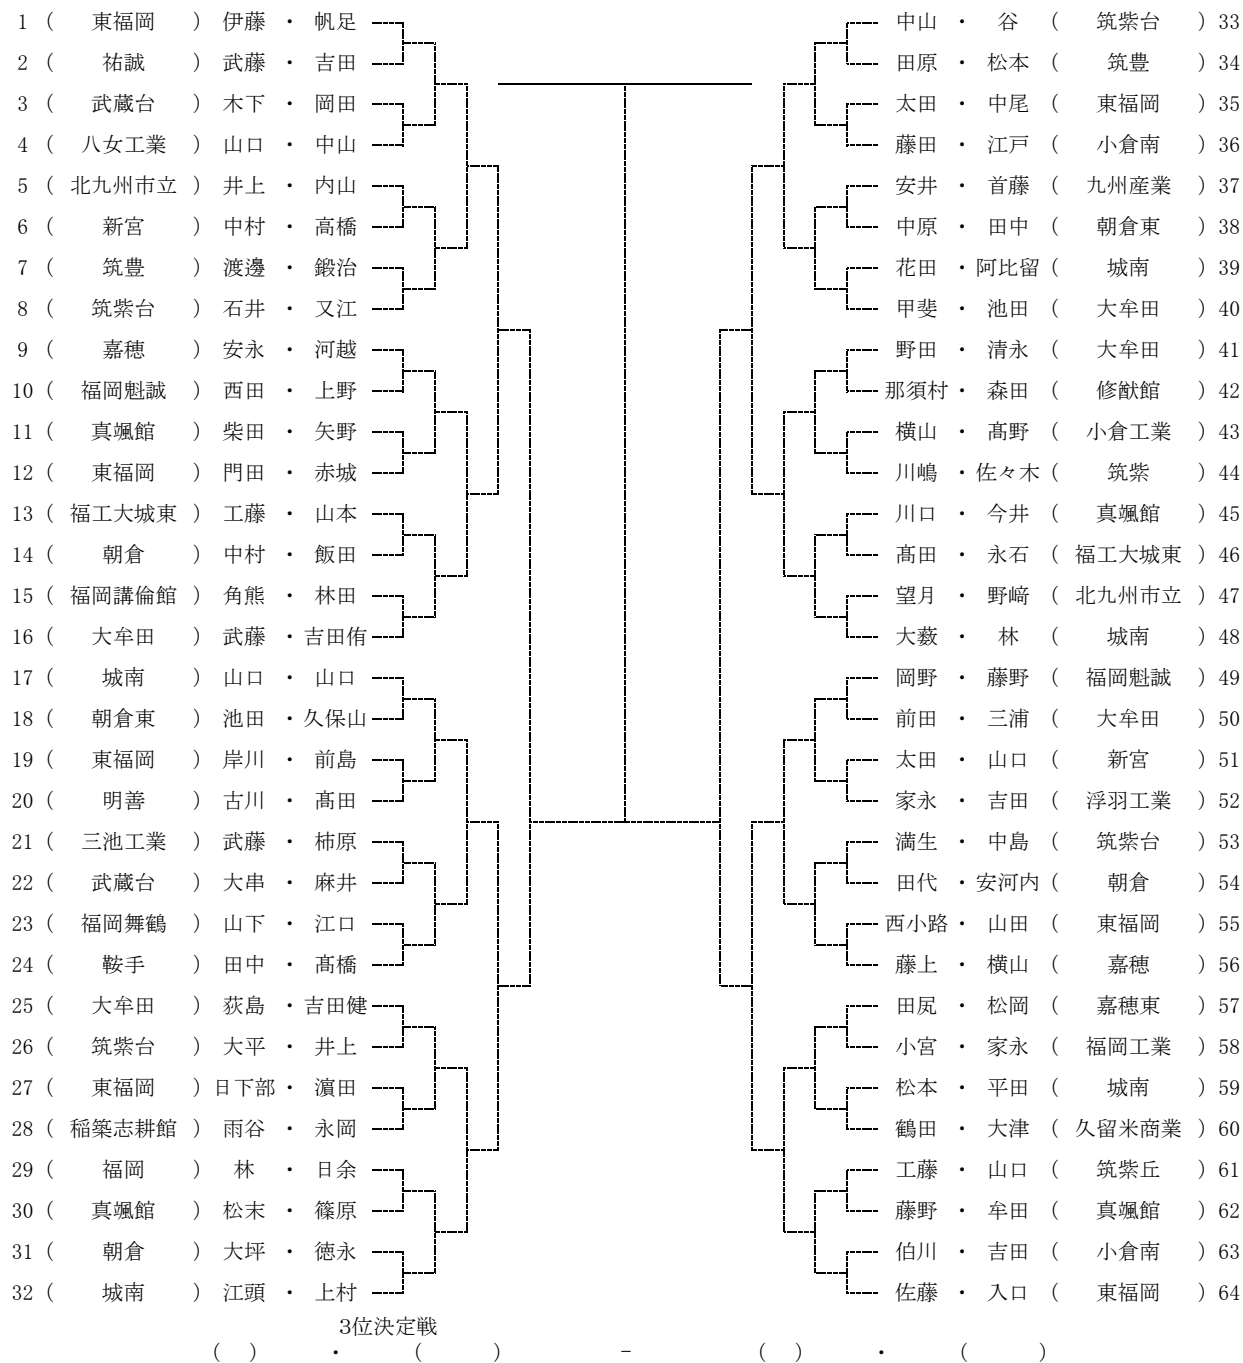 1 ( 東福岡 ) 伊藤 ・ 帆足
2 ( 祐誠 ) 武藤 ・ 吉田
3 ( 武蔵台 ) 木下 ・ 岡田
4 ( 八女工業 ) 山口 ・ 中山
5 ( 北九州市立 ) 井上 ・ 内山
6 ( 新宮 ) 中村 ・ 高橋
7 ( 筑豊 ) 渡邊 ・ 鍛治
8 ( 筑紫台 ) 石井 ・ 又江
9 ( 嘉穂 ) 安永 ・ 河越
10 ( 福岡魁誠 ) 西田 ・ 上野
11 ( 真颯館 ) 柴田 ・ 矢野
12 ( 東福岡 ) 門田 ・ 赤城
13 ( 福工大城東 ) 工藤 ・ 山本
14 ( 朝倉 ) 中村 ・ 飯田
15 ( 福岡講倫館 ) 角熊 ・ 林田
16 ( 大牟田 ) 武藤 ・ 吉田侑
17 ( 城南 ) 山口 ・ 山口
18 ( 朝倉東 ) 池田 ・ 久保山
19 ( 東福岡 ) 岸川 ・ 前島
20 ( 明善 ) 古川 ・ 髙田
21 ( 三池工業 ) 武藤 ・ 柿原
22 ( 武蔵台 ) 大串 ・ 麻井
23 ( 福岡舞鶴 ) 山下 ・ 江口
24 ( 鞍手 ) 田中 ・ 髙橋
25 ( 大牟田 ) 荻島 ・ 吉田健
26 ( 筑紫台 ) 大平 ・ 井上
27 ( 東福岡 ) 日下部 ・ 濵田
28 ( 稲築志耕館 ) 雨谷 ・ 永岡
29 ( 福岡 ) 林 ・ 日余
30 ( 真颯館 ) 松末 ・ 篠原
31 ( 朝倉 ) 大坪 ・ 徳永
32 ( 城南 ) 江頭 ・ 上村
中山 ・ 谷 ( 筑紫台 ) 33
田原 ・ 松本 ( 筑豊 ) 34
太田 ・ 中尾 ( 東福岡 ) 35
藤田 ・ 江戸 ( 小倉南 ) 36
安井 ・ 首藤 ( 九州産業 ) 37
中原 ・ 田中 ( 朝倉東 ) 38
花田 ・ 阿比留 ( 城南 ) 39
甲斐 ・ 池田 ( 大牟田 ) 40
野田 ・ 清永 ( 大牟田 ) 41
那須村 ・ 森田 ( 修猷館 ) 42
横山 ・ 髙野 ( 小倉工業 ) 43
川嶋 ・ 佐々木 ( 筑紫 ) 44
川口 ・ 今井 ( 真颯館 ) 45
髙田 ・ 永石 ( 福工大城東 ) 46
望月 ・ 野﨑 ( 北九州市立 ) 47
大薮 ・ 林 ( 城南 ) 48
岡野 ・ 藤野 ( 福岡魁誠 ) 49
前田 ・ 三浦 ( 大牟田 ) 50
太田 ・ 山口 ( 新宮 ) 51
家永 ・ 吉田 ( 浮羽工業 ) 52
満生 ・ 中島 ( 筑紫台 ) 53
田代 ・ 安河内 ( 朝倉 ) 54
西小路 ・ 山田 ( 東福岡 ) 55
藤上 ・ 横山 ( 嘉穂 ) 56
田尻 ・ 松岡 ( 嘉穂東 ) 57
小宮 ・ 家永 ( 福岡工業 ) 58
松本 ・ 平田 ( 城南 ) 59
鶴田 ・ 大津 ( 久留米商業 ) 60
工藤 ・ 山口 ( 筑紫丘 ) 61
藤野 ・ 牟田 ( 真颯館 ) 62
伯川 ・ 吉田 ( 小倉南 ) 63
佐藤 ・ 入口 ( 東福岡 ) 64
3位決定戦
( ) ・ ( ) － ( ) ・ ( )